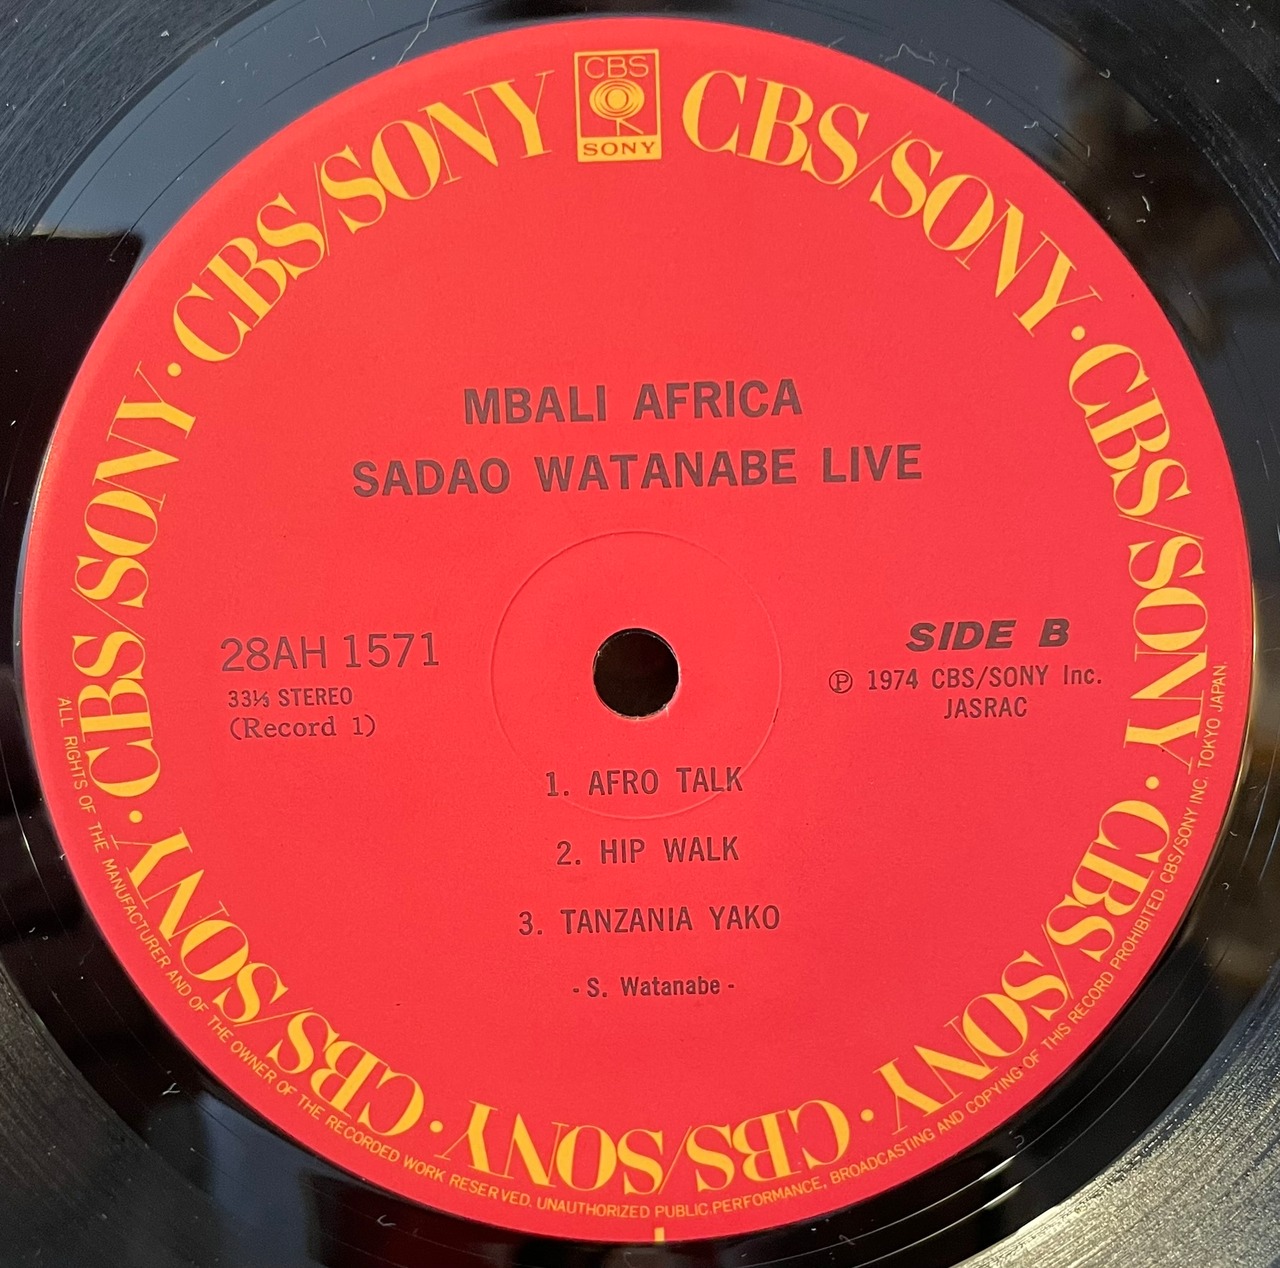 CBS
SONY
CBS/SONY · CBS/SONY · CBS/SONY · CBS/SONY · CBS/SONY · CBS/SONY · CBS/SONY · CBS/SONY
MBALI AFRICA
SADAO WATANABE LIVE
28AH 1571
33⅓ STEREO
(Record 1)
SIDE B
Ⓟ 1974 CBS/SONY Inc.
JASRAC
1. AFRO TALK
2. HIP WALK
3. TANZANIA YAKO
- S. Watanabe -
ALL RIGHTS OF THE MANUFACTURER AND OF THE OWNER OF THE RECORDED WORK RESERVED. UNAUTHORIZED PUBLIC PERFORMANCE, BROADCASTING AND COPYING OF THIS RECORD PROHIBITED. CBS/SONY INC. TOKYO JAPAN.